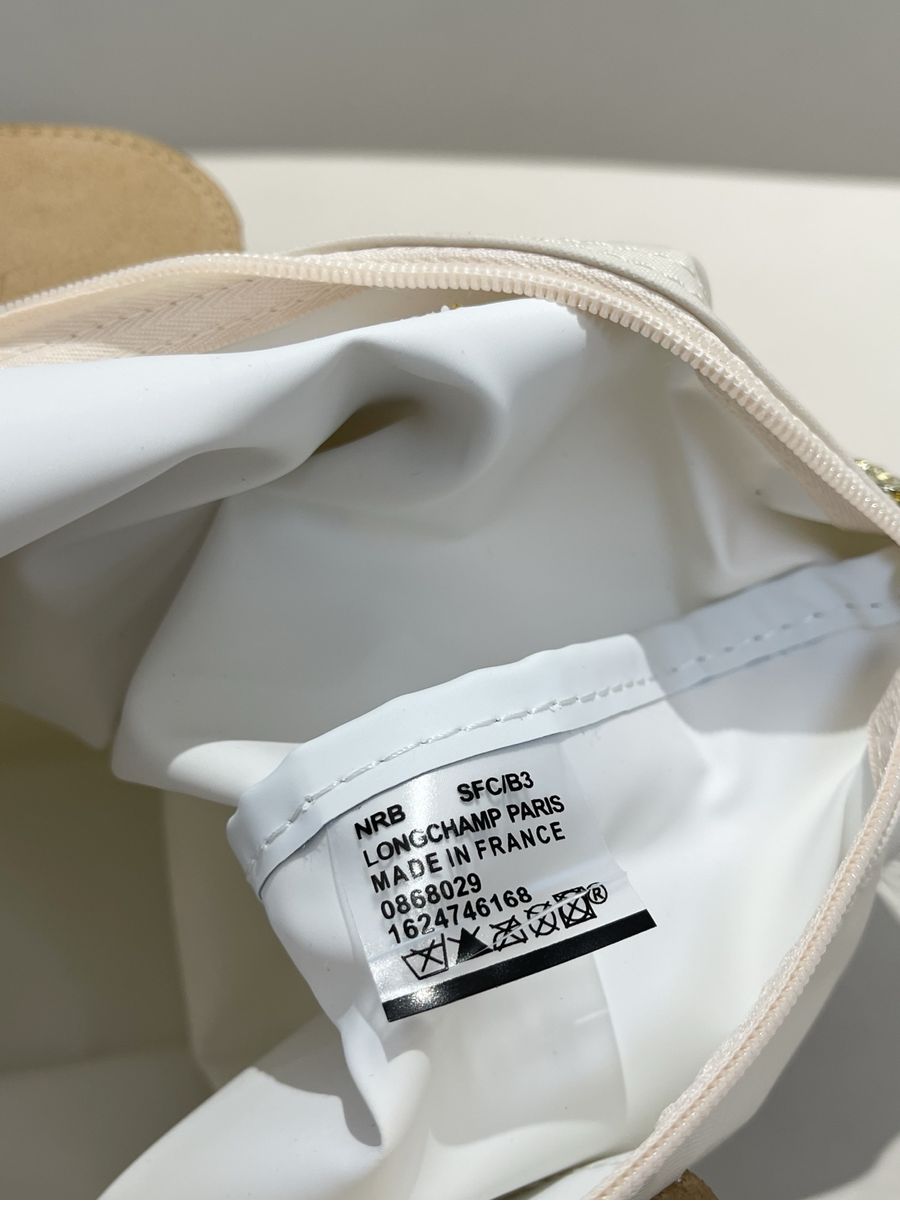 NRB SFC/B3
LONGCHAMP PARIS
MADE IN FRANCE
0868029
1624746168
®